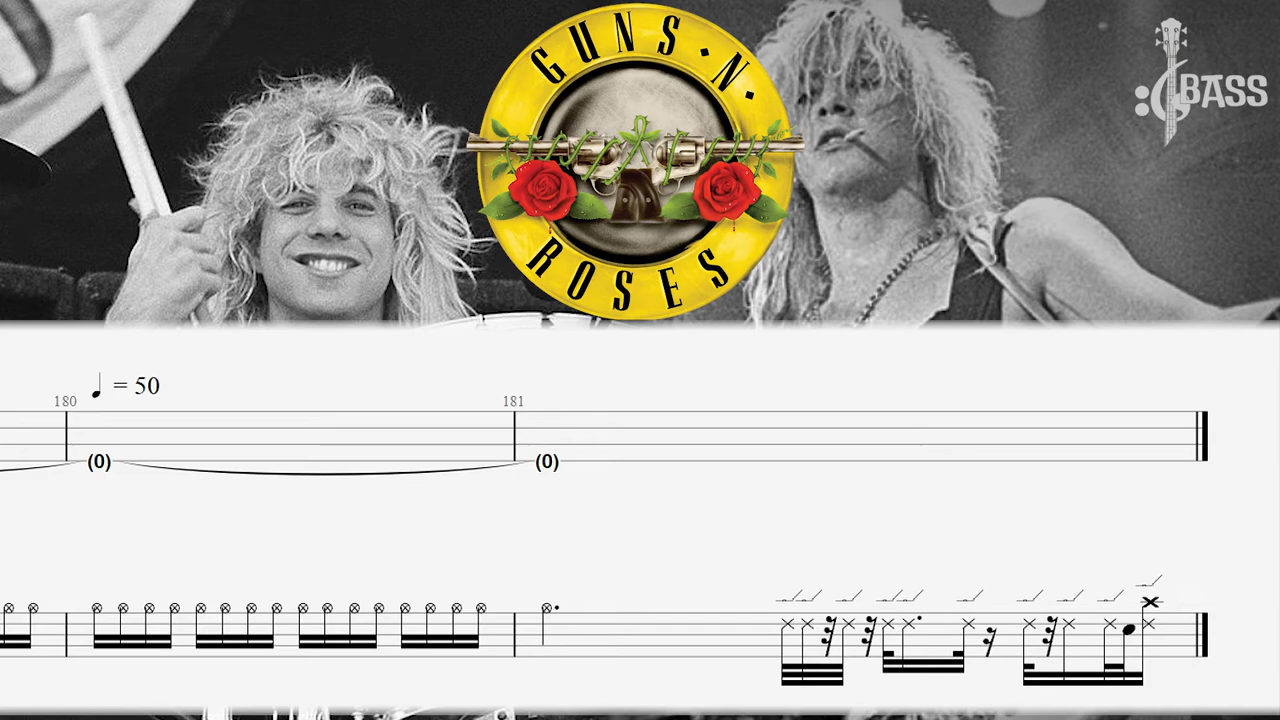 GUNS · N ·
ROSES
BASS
= 50
180
181
(0)
(0)